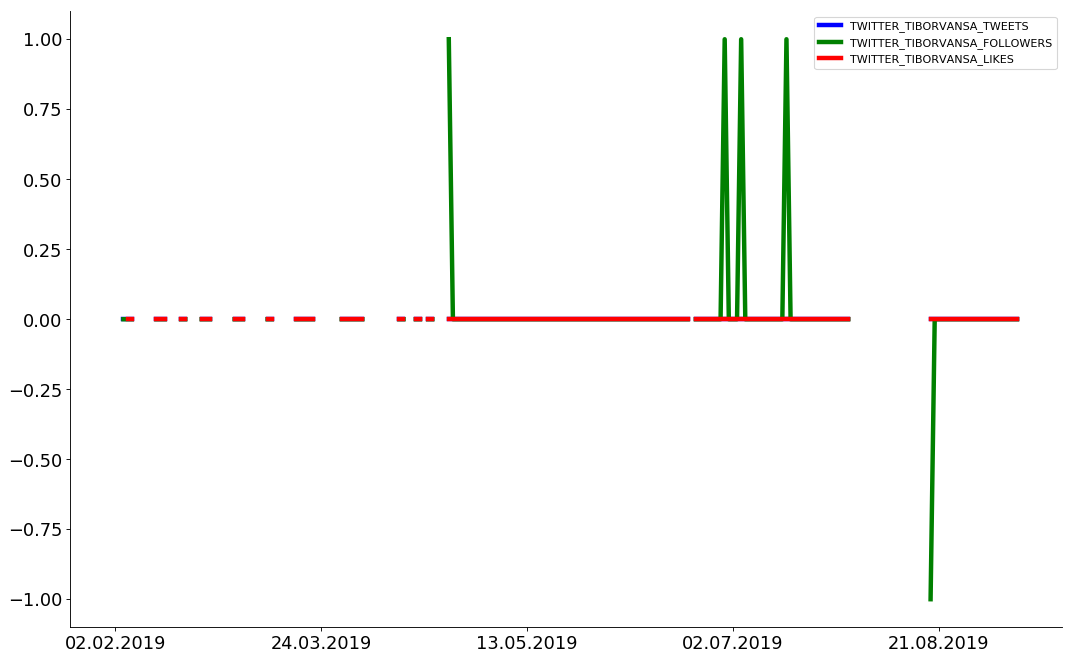 TWITTER_TIBORVANSA_TWEETS
TWITTER_TIBORVANSA_FOLLOWERS
TWITTER_TIBORVANSA_LIKES
1.00
0.75
0.50
0.25
0.00
−0.25
−0.50
−0.75
−1.00
02.02.2019 24.03.2019 13.05.2019 02.07.2019 21.08.2019